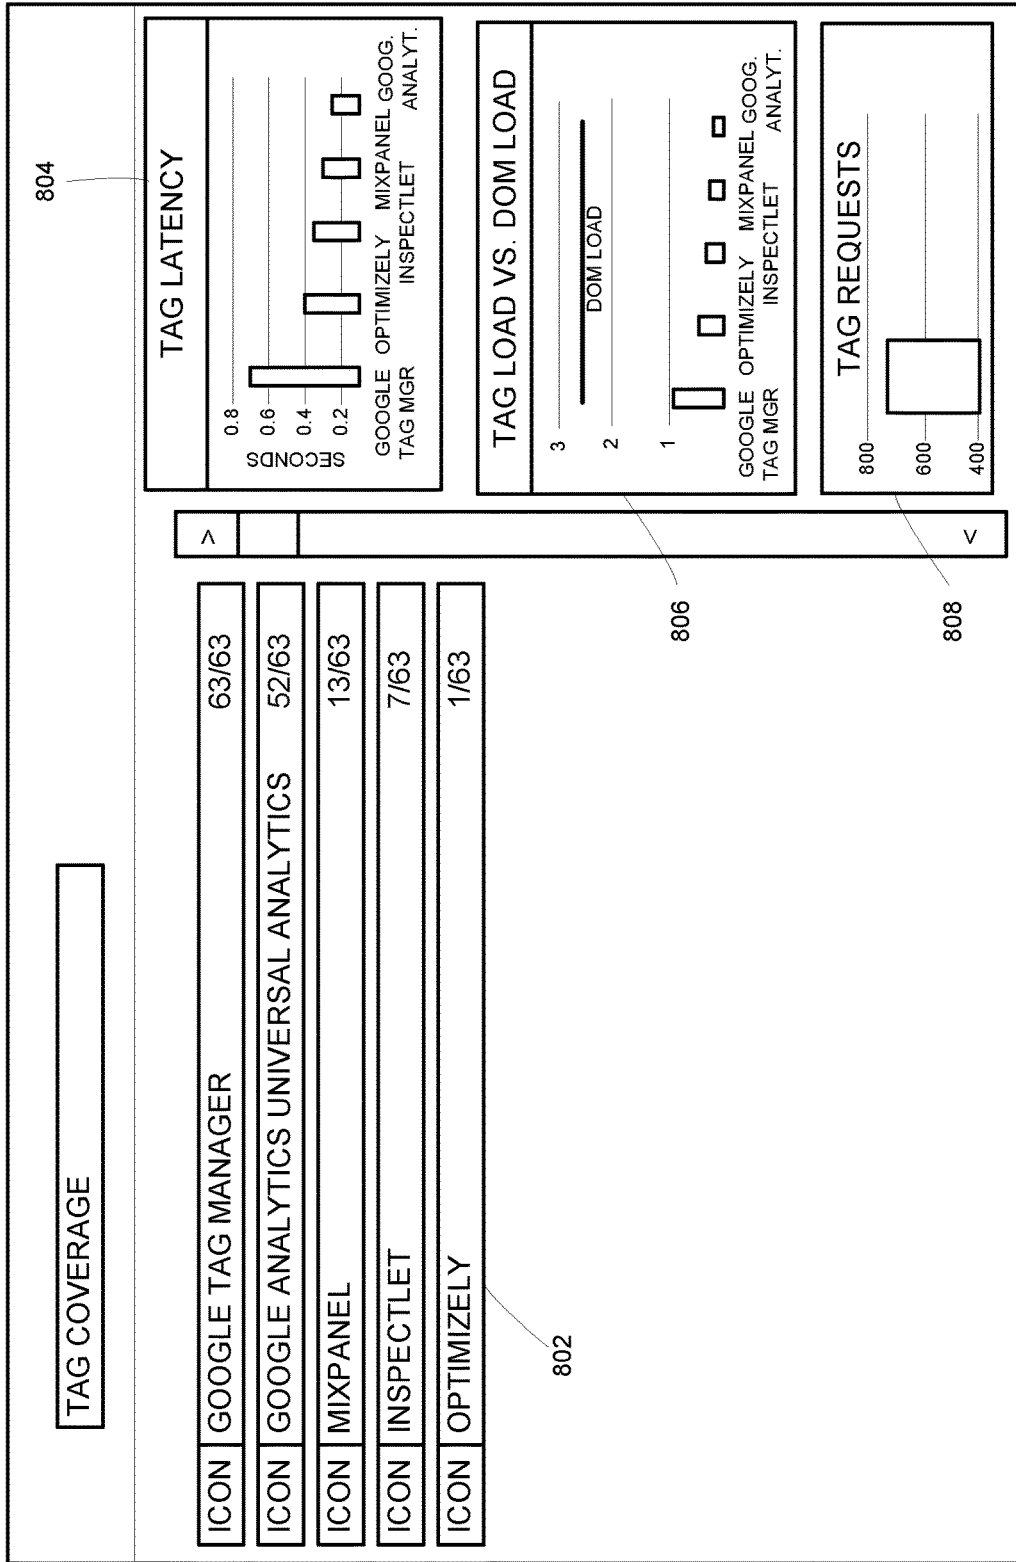 TAG COVERAGE
ICON GOOGLE TAG MANAGER 63/63
ICON GOOGLE ANALYTICS UNIVERSAL ANALYTICS 52/63
ICON MIXPANEL 13/63
ICON INSPECTLET 7/63
ICON OPTIMIZELY 1/63
802
<
>
804
TAG LATENCY
SECONDS
0.8
0.6
0.4
0.2
GOOGLE OPTIMIZELY MIXPANEL GOOG.
TAG MGR INSPECTLET ANALYT.
806
TAG LOAD VS. DOM LOAD
3
DOM LOAD
2
1
GOOGLE OPTIMIZELY MIXPANEL GOOG.
TAG MGR INSPECTLET ANALYT.
808
TAG REQUESTS
800
600
400